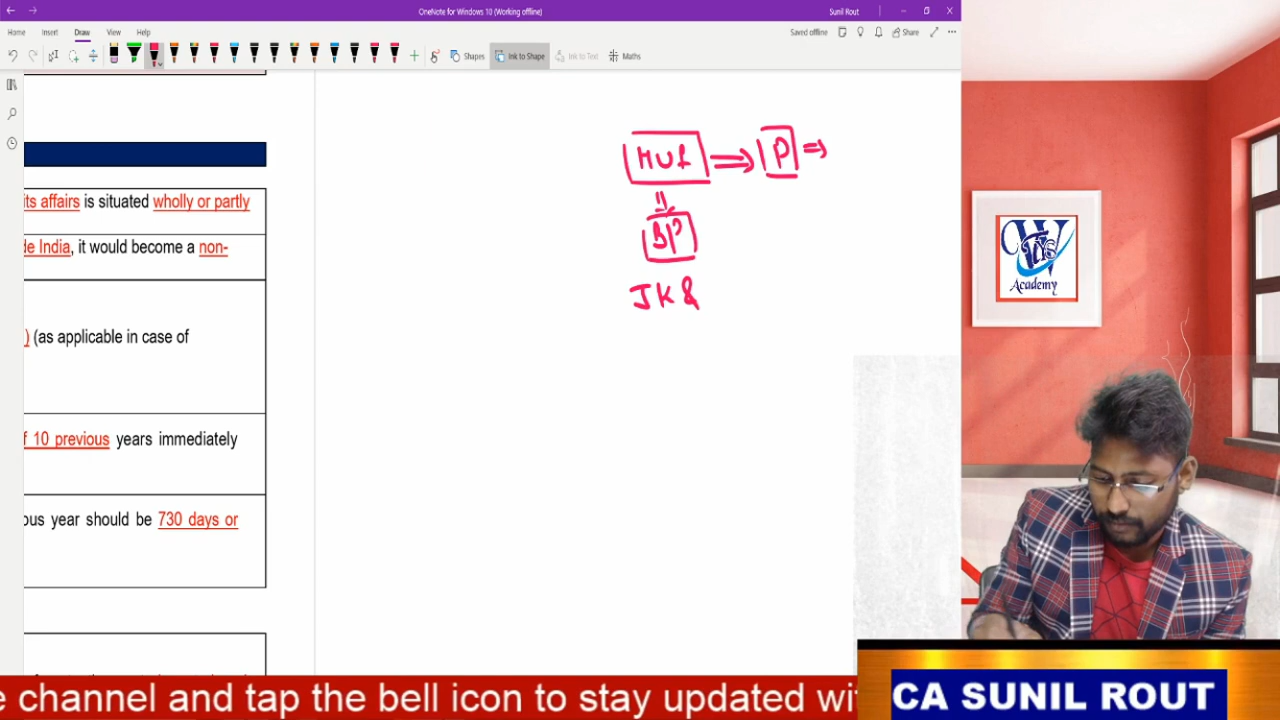 OneNote for Windows 10 (Working offline)
Sunil Rout
Home Insert Draw View Help
Saved offline
Share
Shapes
Ink to Shape
Ink to Text
Maths
its affairs is situated wholly or partly
de India, it would become a non-
) (as applicable in case of
f 10 previous years immediately
ous year should be 730 days or
HUF ⇒ P ⇒
BP
JK &
TYS
Academy
e channel and tap the bell icon to stay updated wi
CA SUNIL ROUT